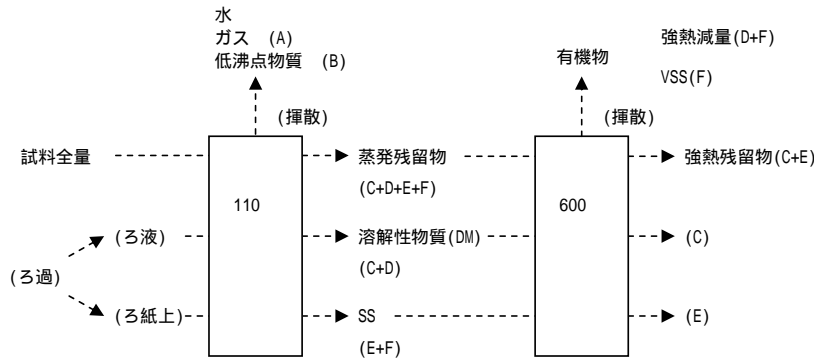 水
ガス (A)
低沸点物質 (B)
有機物
強熱減量(D+F)
VSS(F)
(揮散)
(揮散)
試料全量
蒸発残留物
(C+D+E+F)
強熱残留物(C+E)
110
600
(ろ過)
(ろ液)
溶解性物質(DM)
(C+D)
(C)
(ろ紙上)
SS
(E+F)
(E)